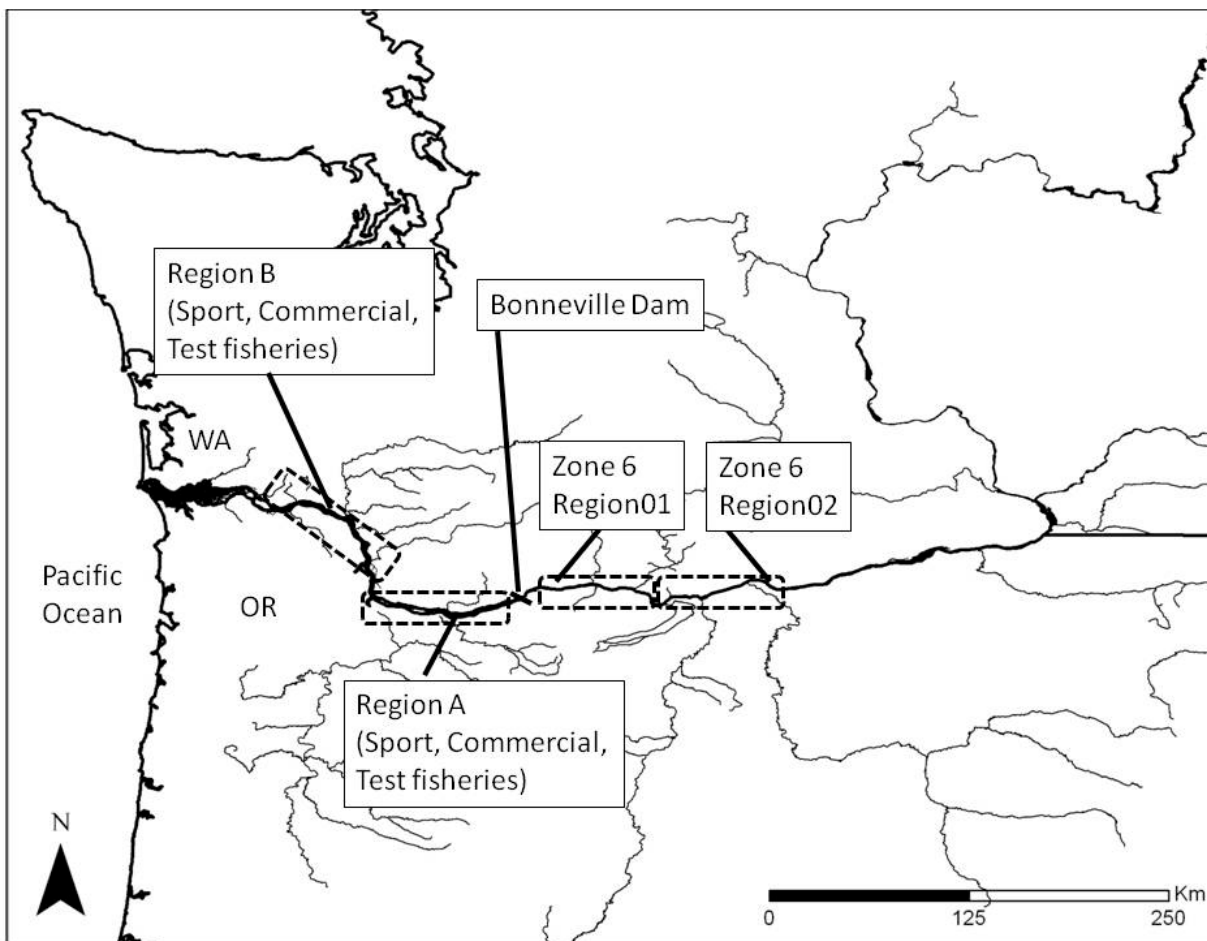 Region B
(Sport, Commercial,
Test fisheries)
Bonneville Dam
WA
Zone 6
Region01
Zone 6
Region02
Pacific
Ocean
OR
Region A
(Sport, Commercial,
Test fisheries)
N
Km
0 125 250